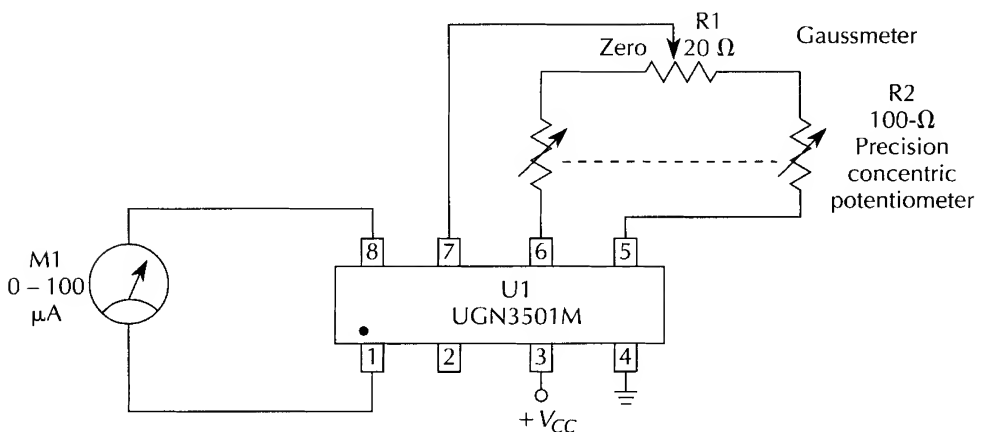 R1
Zero 20 Ω
Gaussmeter
R2
100-Ω
Precision
concentric
potentiometer
M1
0 – 100
μA
8 7 6 5
U1
UGN3501M
1 2 3 4
+ VCC